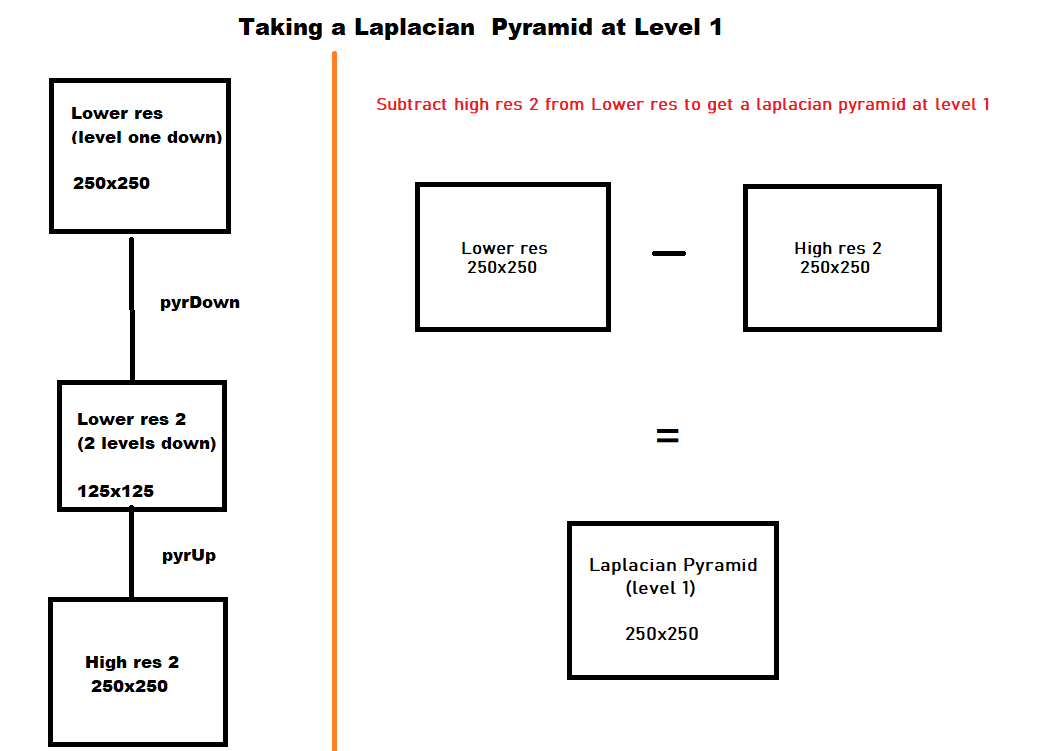 Taking a Laplacian Pyramid at Level 1
Lower res
(level one down)
250x250
pyrDown
Lower res 2
(2 levels down)
125x125
pyrUp
High res 2
250x250
Subtract high res 2 from Lower res to get a laplacian pyramid at level 1
Lower res
250x250
—
High res 2
250x250
=
Laplacian Pyramid
(level 1)
250x250